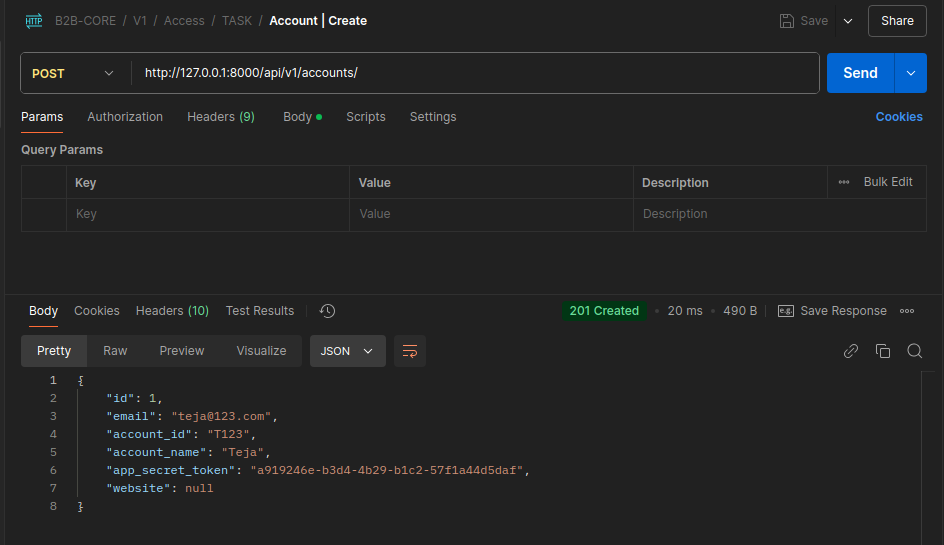 HTTP B2B-CORE / V1 / Access / TASK / Account | Create Save Share
POST http://127.0.0.1:8000/api/v1/accounts/ Send
Params Authorization Headers (9) Body Scripts Settings Cookies
Query Params
Key Value Description Bulk Edit
Key Value Description
Body Cookies Headers (10) Test Results 201 Created 20 ms 490 B e.g. Save Response
Pretty Raw Preview Visualize JSON
1 {
2 "id": 1,
3 "email": "teja@123.com",
4 "account_id": "T123",
5 "account_name": "Teja",
6 "app_secret_token": "a919246e-b3d4-4b29-b1c2-57f1a44d5daf",
7 "website": null
8 }